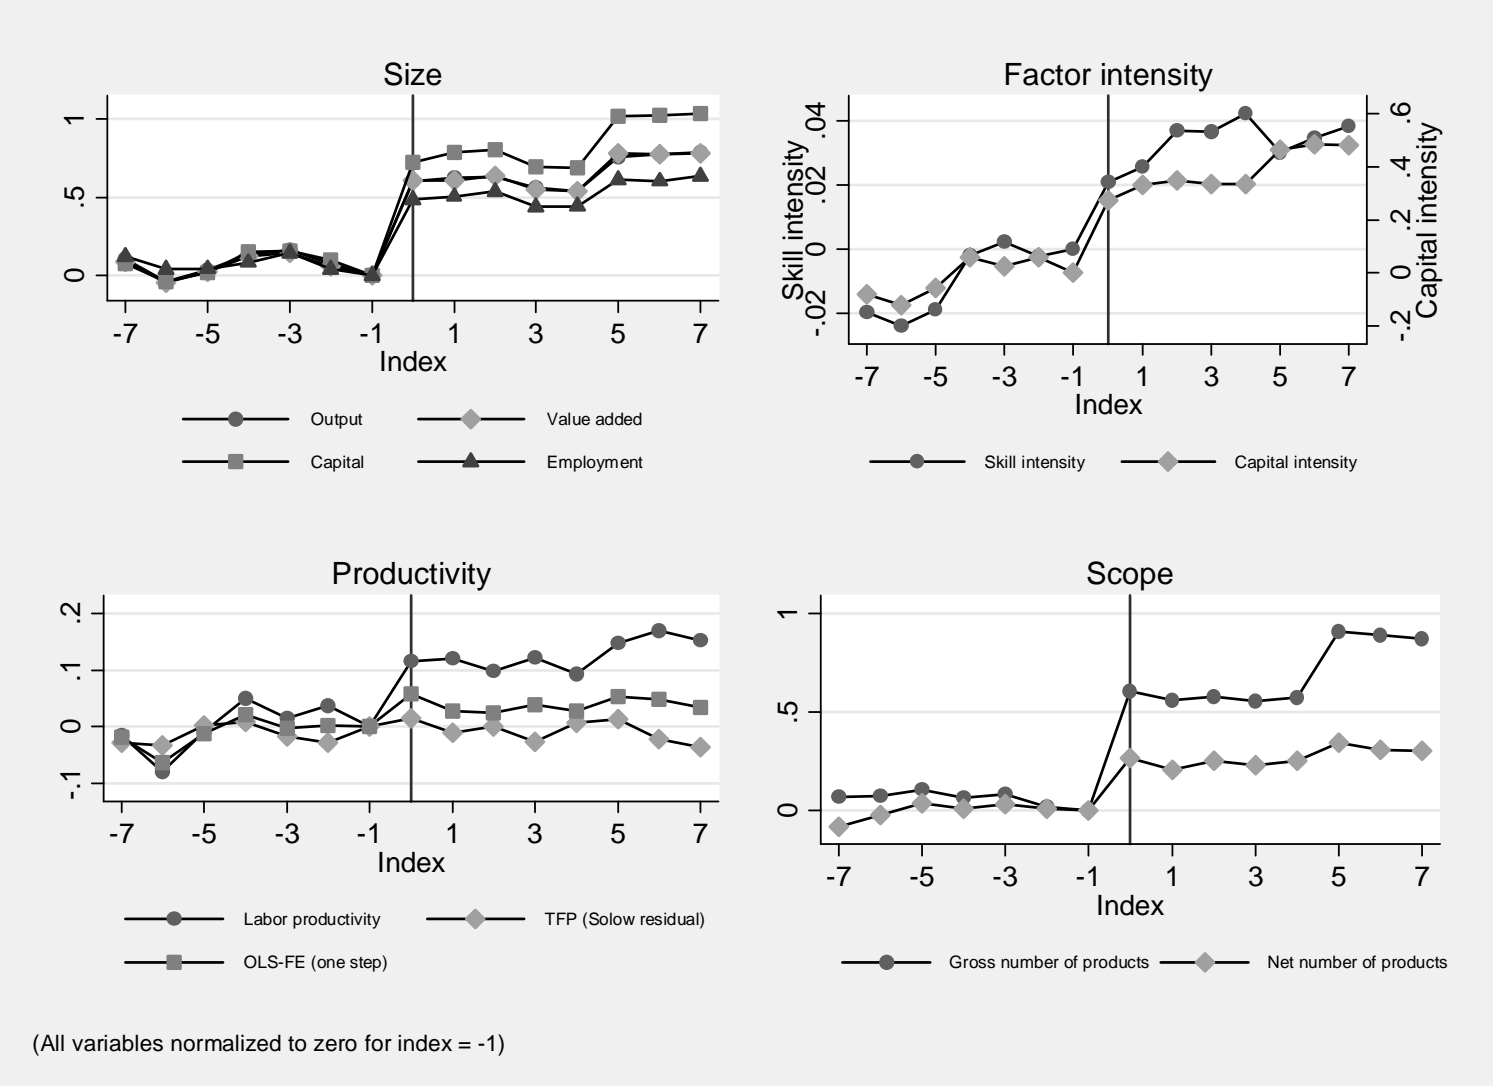 Size
1
.5
0
-7 -5 -3 -1 1 3 5 7
Index
Output Value added
Capital Employment
Factor intensity
Skill intensity
.04
.02
0
-.02
Capital intensity
.6
.4
.2
0
-.2
-7 -5 -3 -1 1 3 5 7
Index
Skill intensity Capital intensity
Productivity
.2
.1
0
-.1
-7 -5 -3 -1 1 3 5 7
Index
Labor productivity TFP (Solow residual)
OLS-FE (one step)
Scope
1
.5
0
-7 -5 -3 -1 1 3 5 7
Index
Gross number of products Net number of products
(All variables normalized to zero for index = -1)